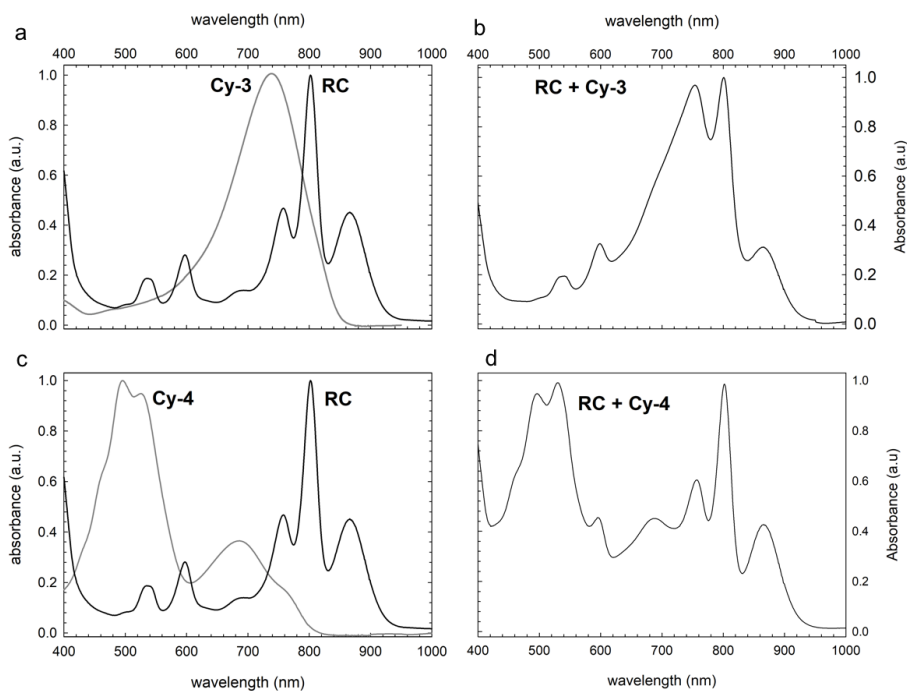 wavelength (nm)
a
400 500 600 700 800 900 1000
1.0
0.8
0.6
0.4
0.2
0.0
absorbance (a.u.)
Cy-3 RC
wavelength (nm)
b
400 500 600 700 800 900 1000
RC + Cy-3
1.0
0.8
0.6
0.4
0.2
0.0
Absorbance (a.u)
c
1.0
0.8
0.6
0.4
0.2
0.0
absorbance (a.u.)
Cy-4 RC
400 500 600 700 800 900 1000
wavelength (nm)
d
RC + Cy-4
1.0
0.8
0.6
0.4
0.2
0.0
Absorbance (a.u)
400 500 600 700 800 900 1000
wavelength (nm)